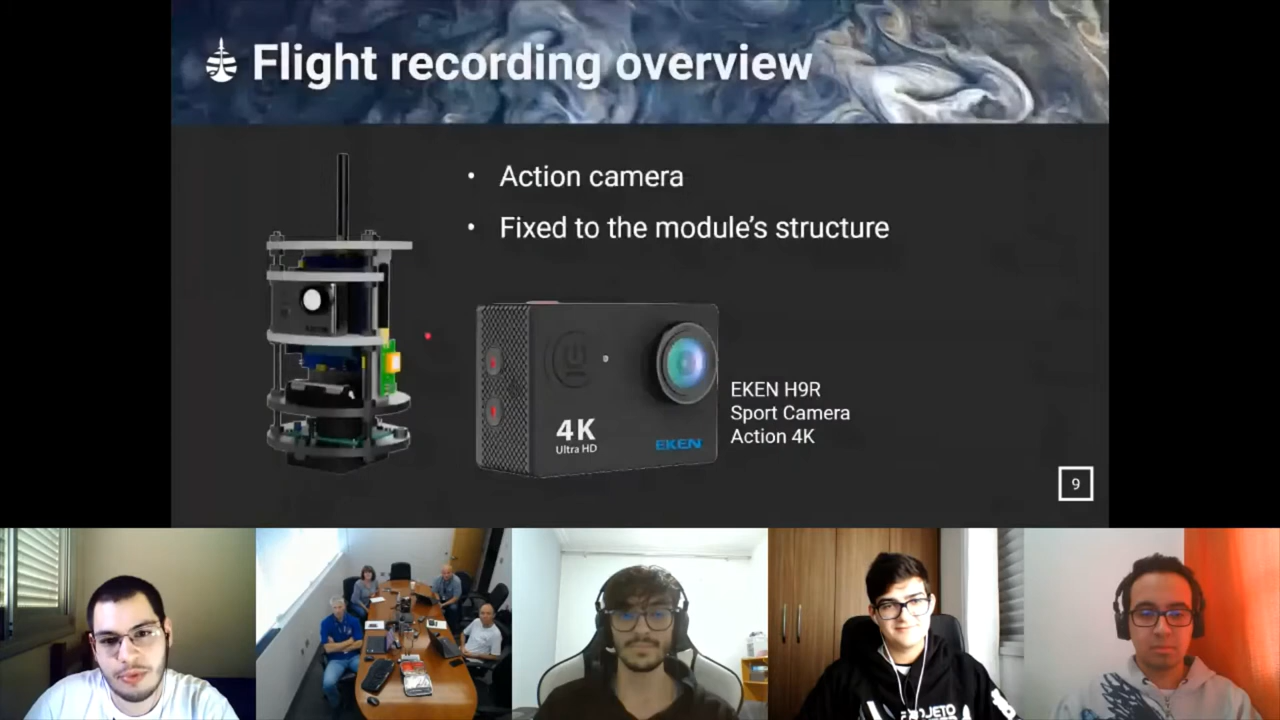 Flight recording overview
• Action camera
• Fixed to the module's structure
4K
Ultra HD
EKEN
EKEN H9R
Sport Camera
Action 4K
9